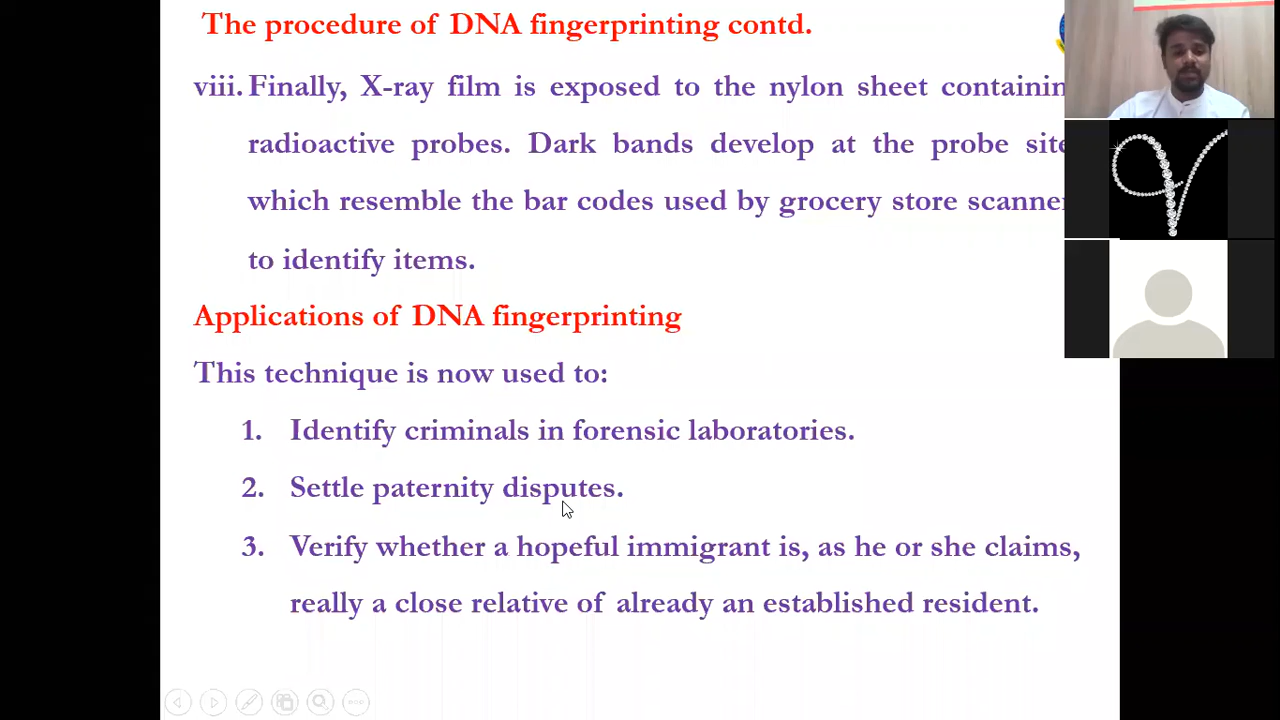 The procedure of DNA fingerprinting contd.
viii. Finally, X-ray film is exposed to the nylon sheet containin
radioactive probes. Dark bands develop at the probe site
which resemble the bar codes used by grocery store scanner
to identify items.
Applications of DNA fingerprinting
This technique is now used to:
1. Identify criminals in forensic laboratories.
2. Settle paternity disputes.
3. Verify whether a hopeful immigrant is, as he or she claims,
really a close relative of already an established resident.